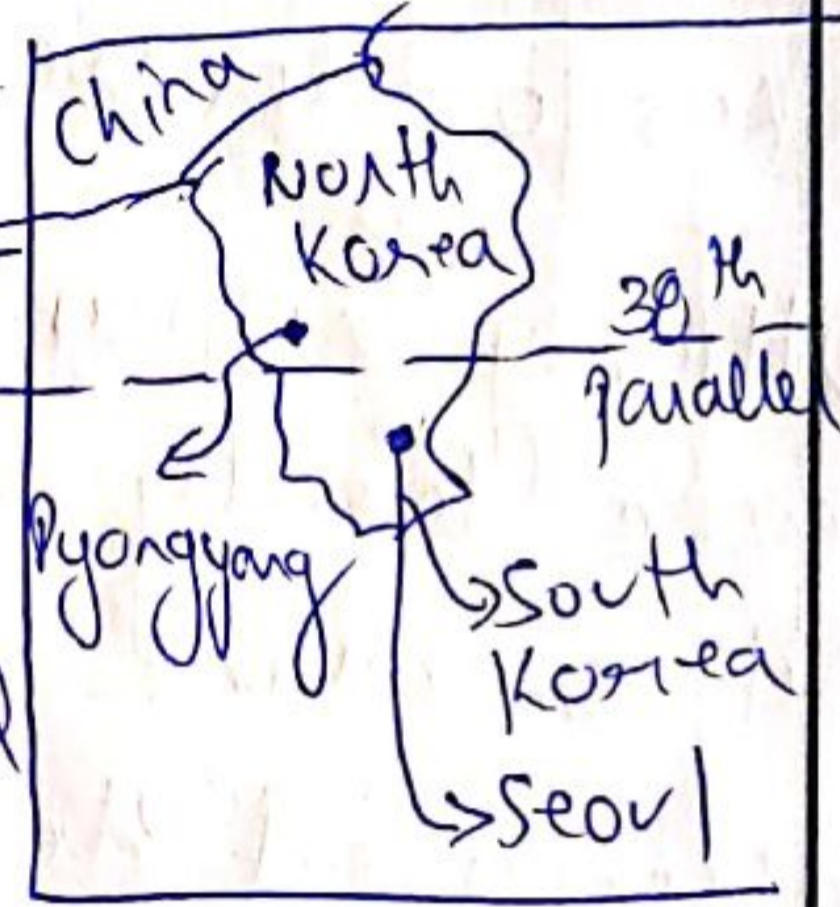 China
North
Korea
38th
parallel
Pyongyang
South
Korea
Seoul